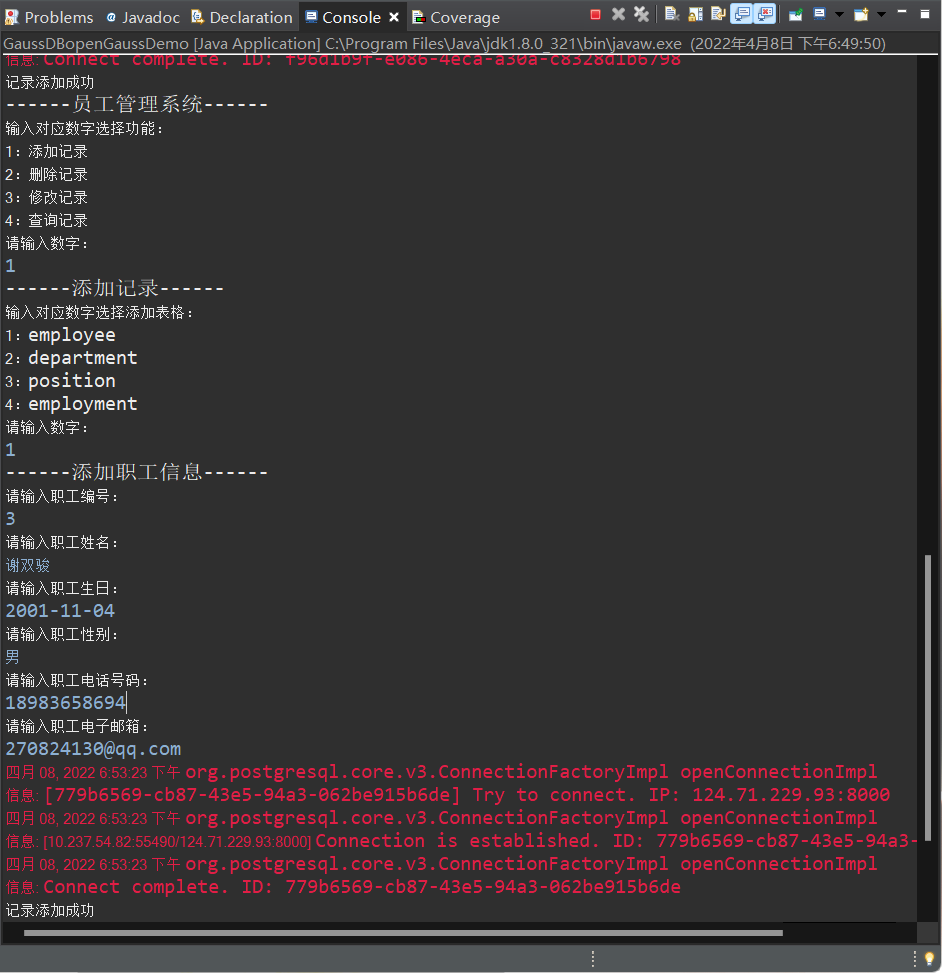 Problems Javadoc Declaration Console Coverage
GaussDBopenGaussDemo [Java Application] C:\Program Files\Java\jdk1.8.0_321\bin\javaw.exe (2022年4月8日 下午6:49:50)
信息: Connect complete. ID: f96d1b9f-e086-4eca-a30a-c8328d1b6798
记录添加成功
------员工管理系统------
输入对应数字选择功能：
1：添加记录
2：删除记录
3：修改记录
4：查询记录
请输入数字：
1
------添加记录------
输入对应数字选择添加表格：
1：employee
2：department
3：position
4：employment
请输入数字：
1
------添加职工信息------
请输入职工编号：
3
请输入职工姓名：
谢双骏
请输入职工生日：
2001-11-04
请输入职工性别：
男
请输入职工电话号码：
18983658694
请输入职工电子邮箱：
270824130@qq.com
四月 08, 2022 6:53:23 下午 org.postgresql.core.v3.ConnectionFactoryImpl openConnectionImpl
信息: [779b6569-cb87-43e5-94a3-062be915b6de] Try to connect. IP: 124.71.229.93:8000
四月 08, 2022 6:53:23 下午 org.postgresql.core.v3.ConnectionFactoryImpl openConnectionImpl
信息: [10.237.54.82:55490/124.71.229.93:8000] Connection is established. ID: 779b6569-cb87-43e5-94a3-
四月 08, 2022 6:53:23 下午 org.postgresql.core.v3.ConnectionFactoryImpl openConnectionImpl
信息: Connect complete. ID: 779b6569-cb87-43e5-94a3-062be915b6de
记录添加成功